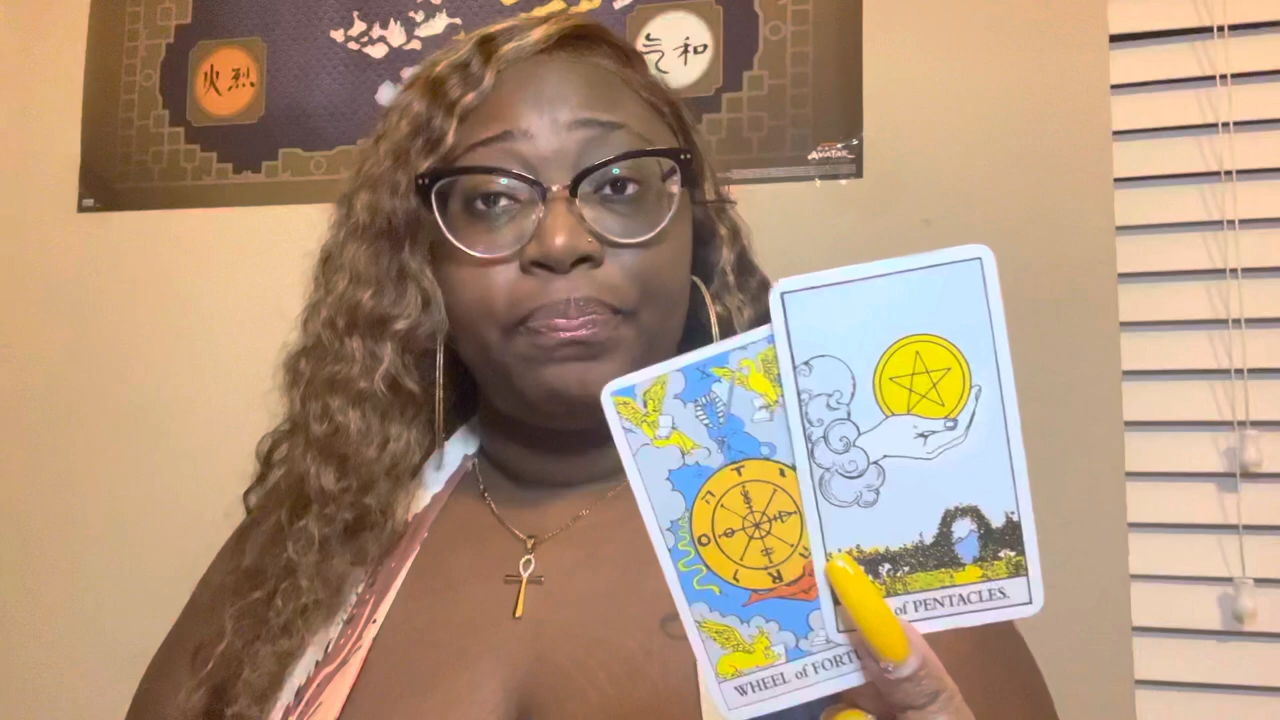 火烈
气和
AVATAR
X
WHEEL of FORT
of PENTACLES.